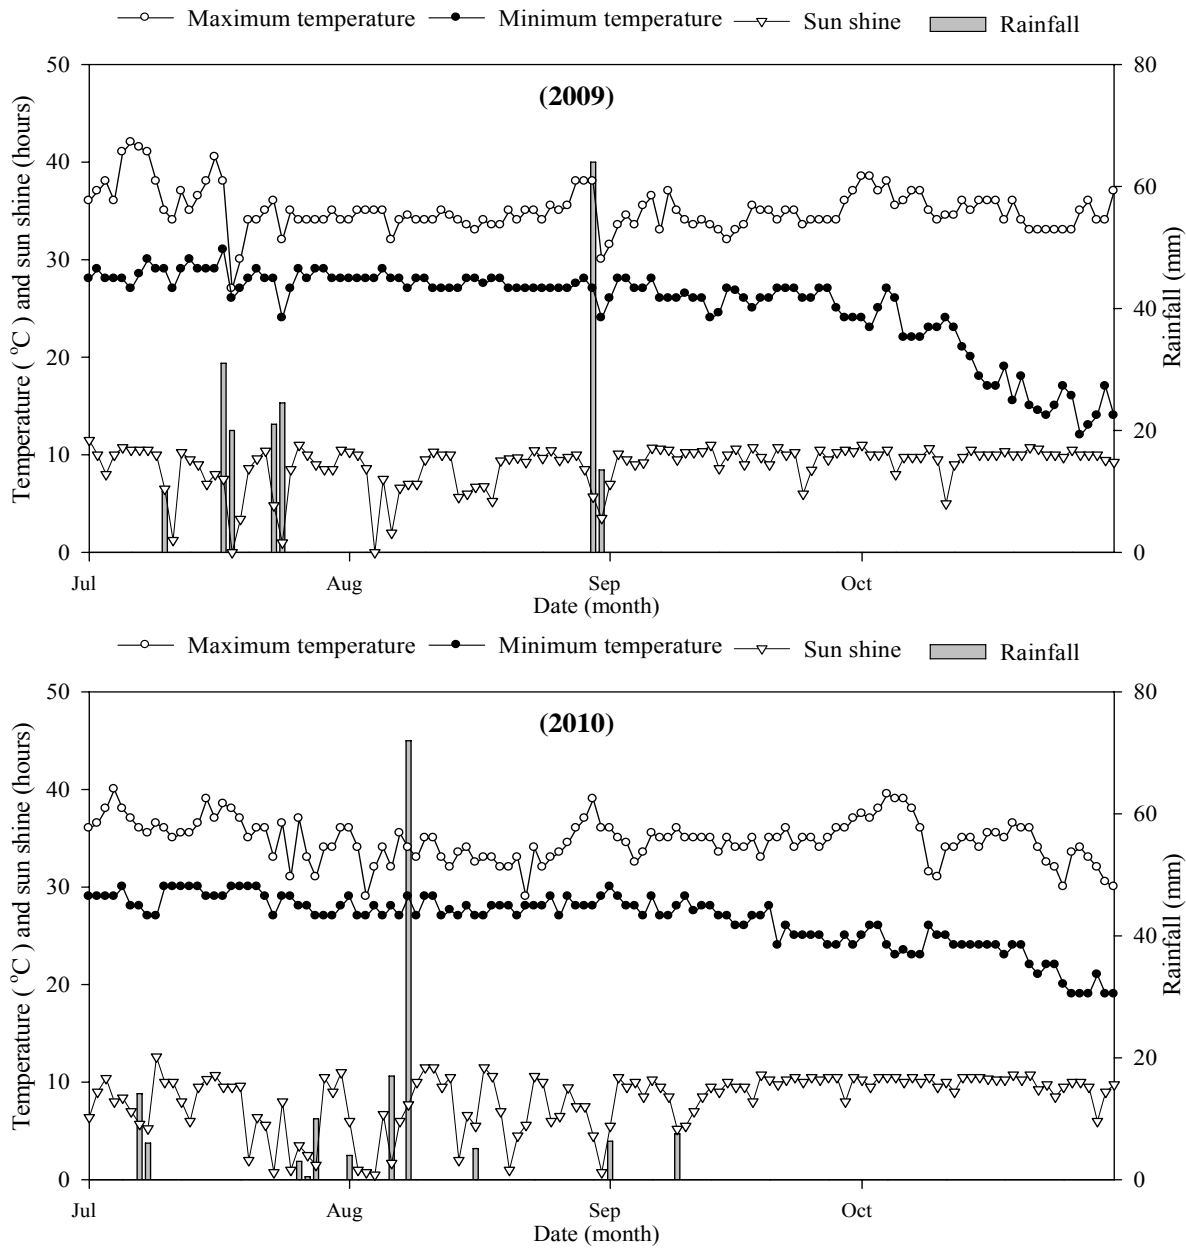 Maximum temperature Minimum temperature Sun shine Rainfall
(2009)
Temperature ( °C ) and sun shine (hours)
50
40
30
20
10
0
Rainfall (mm)
80
60
40
20
0
Jul Aug Sep Oct
Date (month)
Maximum temperature Minimum temperature Sun shine Rainfall
(2010)
Temperature ( °C ) and sun shine (hours)
50
40
30
20
10
0
Rainfall (mm)
80
60
40
20
0
Jul Aug Sep Oct
Date (month)